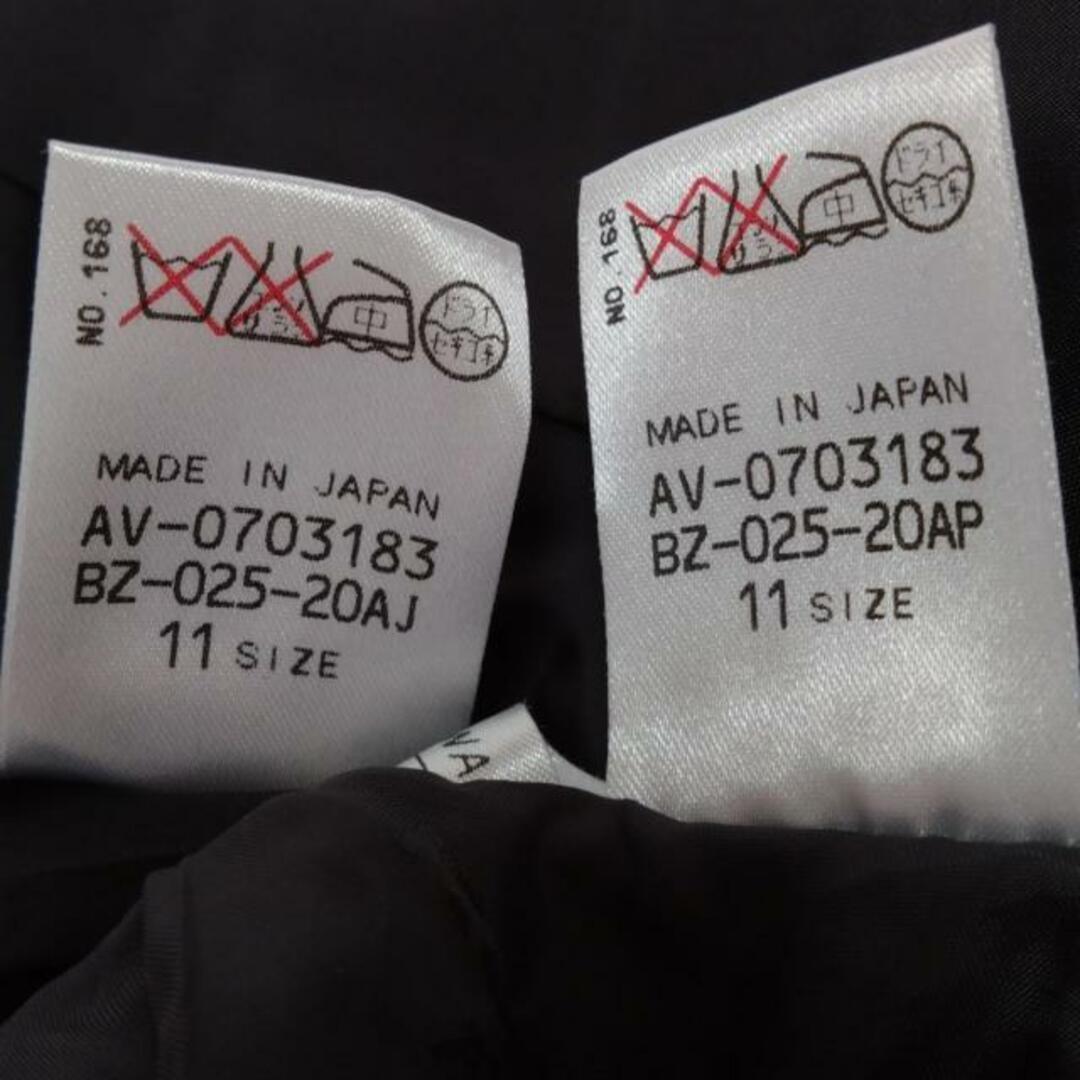 NO.168
中
ドライ
セキユ系
MADE IN JAPAN
AV-0703183
BZ-025-20AJ
11 SIZE
NO.168
中
ドライ
セキユ系
MADE IN JAPAN
AV-0703183
BZ-025-20AP
11 SIZE
WA